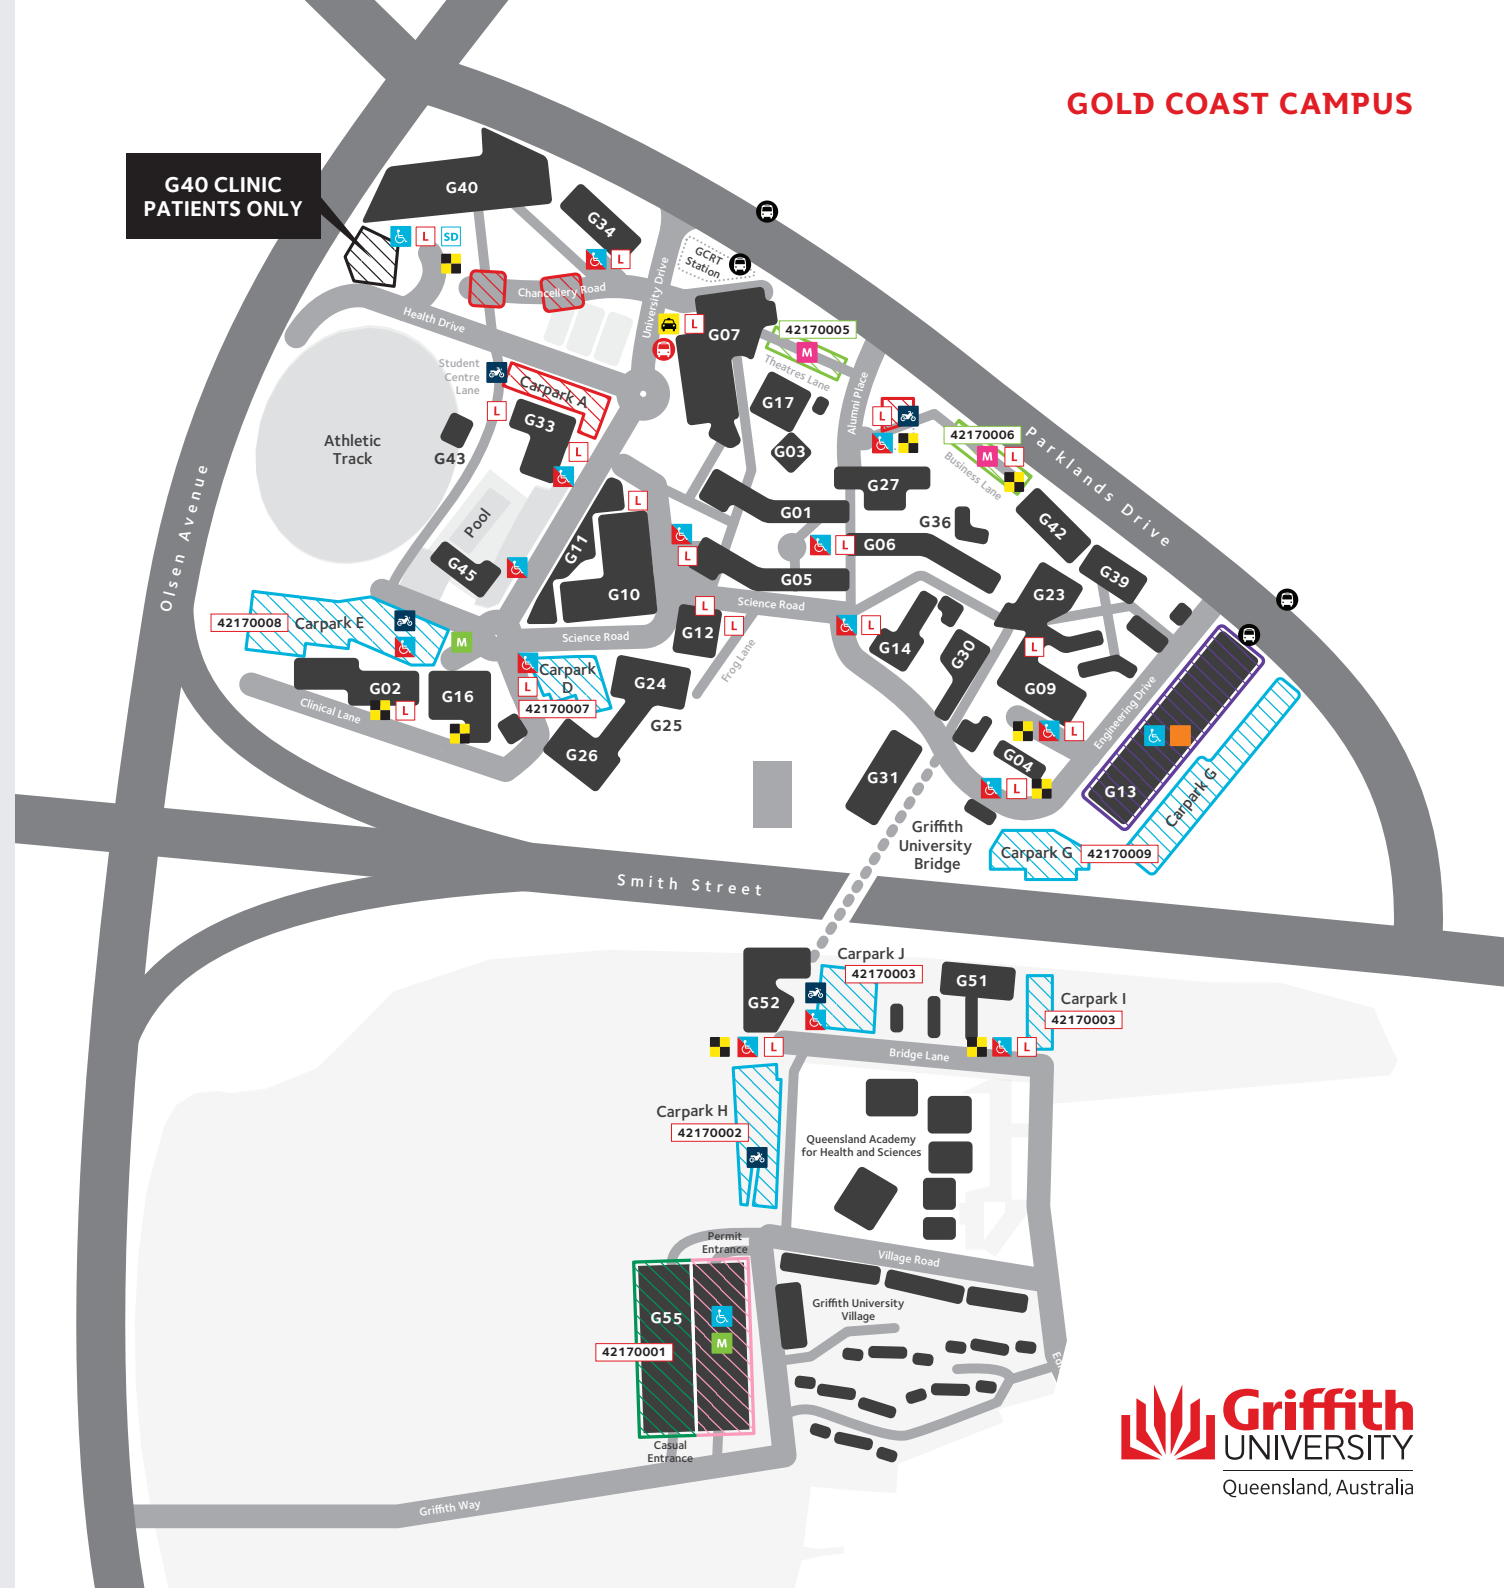 GOLD COAST CAMPUS
G40 CLINIC
PATIENTS ONLY
G40
G34
L
SD
L
GCRT
Station
University Drive
Chancellery Road
Health Drive
L
G07
42170005
M
Theatres Lane
Student
Centre
Lane
Carpark A
L
G33
L
G17
G03
Alumni Place
L
42170006
M
L
Business Lane
Parklands Drive
Athletic
Track
G43
Olsen Avenue
Pool
G45
G11
L
G10
L
G01
G27
G36
G42
L
G06
G05
G39
G23
Science Road
L
G12
L
L
G14
G30
L
G09
42170008
Carpark E
M
Science Road
Frog Lane
Carpark
D
L
42170007
G24
G25
G26
G02
L
G16
Clinical Lane
G31
L
G04
L
Engineering Drive
G13
Carpark G
Carpark G
42170009
Griffith
University
Bridge
Smith Street
Carpark J
42170003
G52
G51
Carpark I
42170003
L
L
Bridge Lane
Carpark H
42170002
Queensland Academy
for Health and Sciences
Permit
Entrance
Village Road
G55
M
42170001
Griffith University
Village
Casual
Entrance
Griffith Way
Griffith
UNIVERSITY
Queensland, Australia